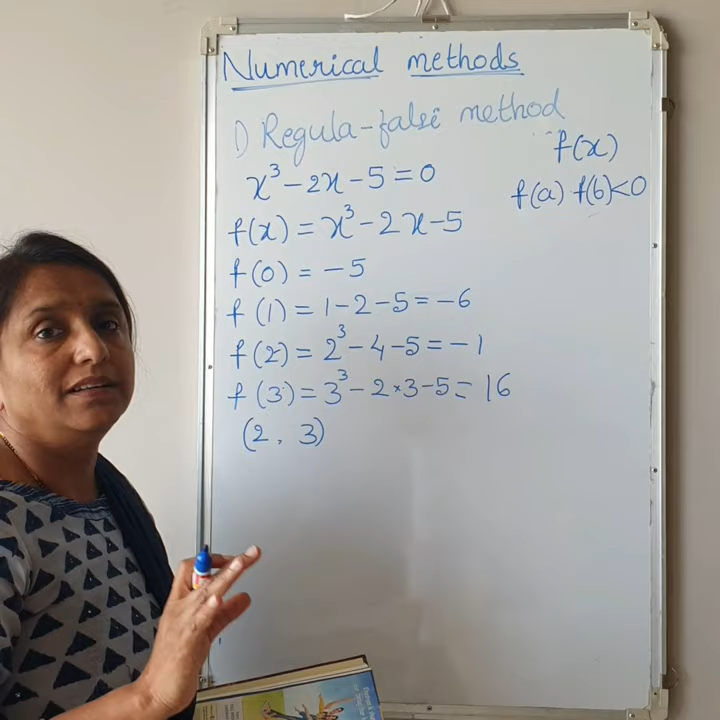 Numerical methods
1) Regula-falsi method
f(x)
x³ - 2x - 5 = 0
f(a) f(b) < 0
f(x) = x³ - 2x - 5
f(0) = -5
f(1) = 1 - 2 - 5 = -6
f(2) = 2³ - 4 - 5 = -1
f(3) = 3³ - 2 × 3 - 5 = 16
(2, 3)